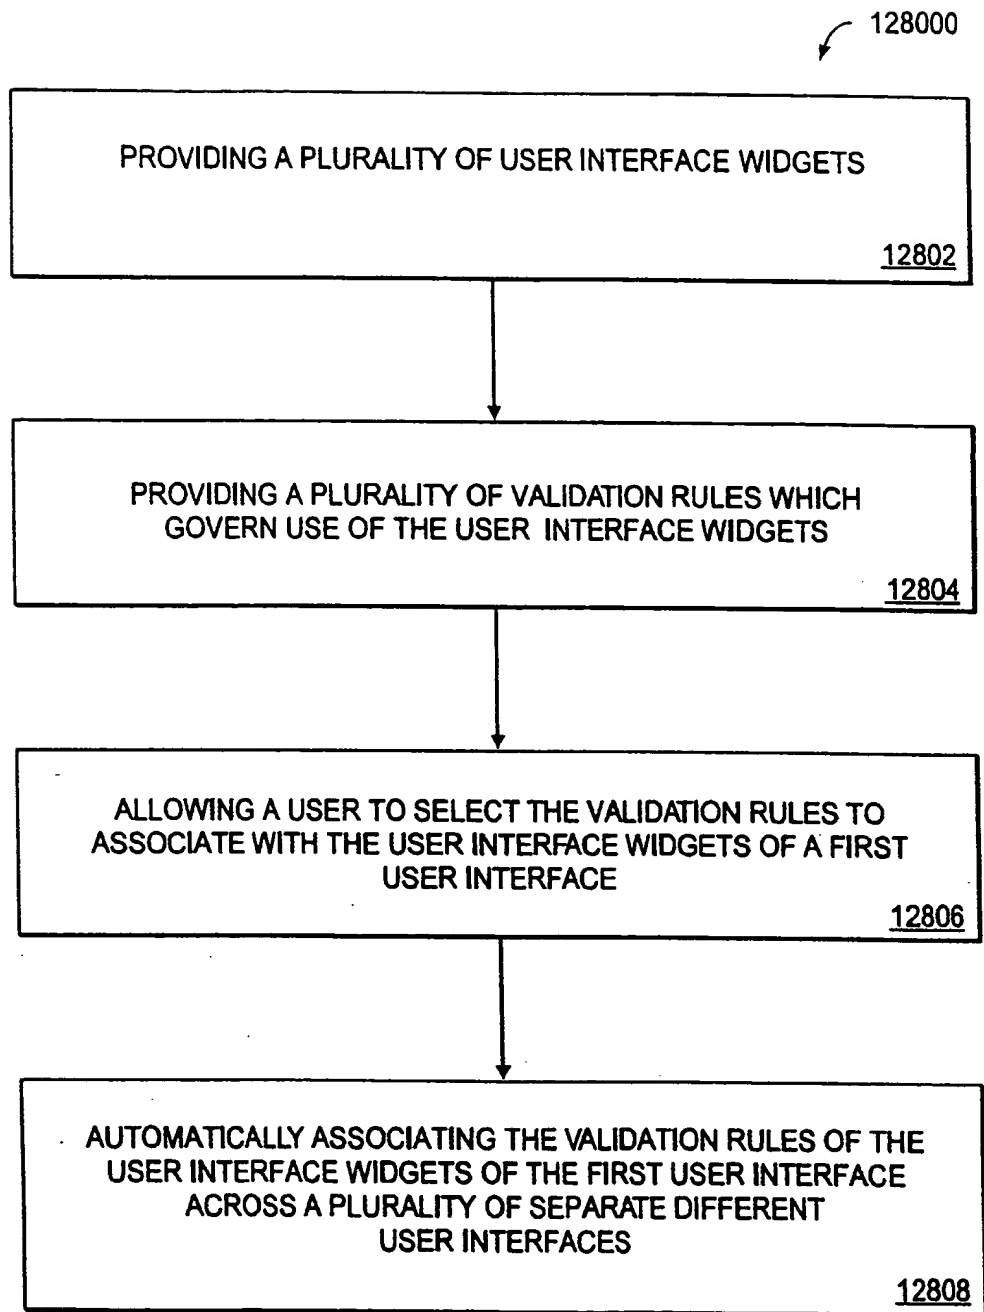 128000
PROVIDING A PLURALITY OF USER INTERFACE WIDGETS
12802
PROVIDING A PLURALITY OF VALIDATION RULES WHICH
GOVERN USE OF THE USER INTERFACE WIDGETS
12804
ALLOWING A USER TO SELECT THE VALIDATION RULES TO
ASSOCIATE WITH THE USER INTERFACE WIDGETS OF A FIRST
USER INTERFACE
12806
AUTOMATICALLY ASSOCIATING THE VALIDATION RULES OF THE
USER INTERFACE WIDGETS OF THE FIRST USER INTERFACE
ACROSS A PLURALITY OF SEPARATE DIFFERENT
USER INTERFACES
12808